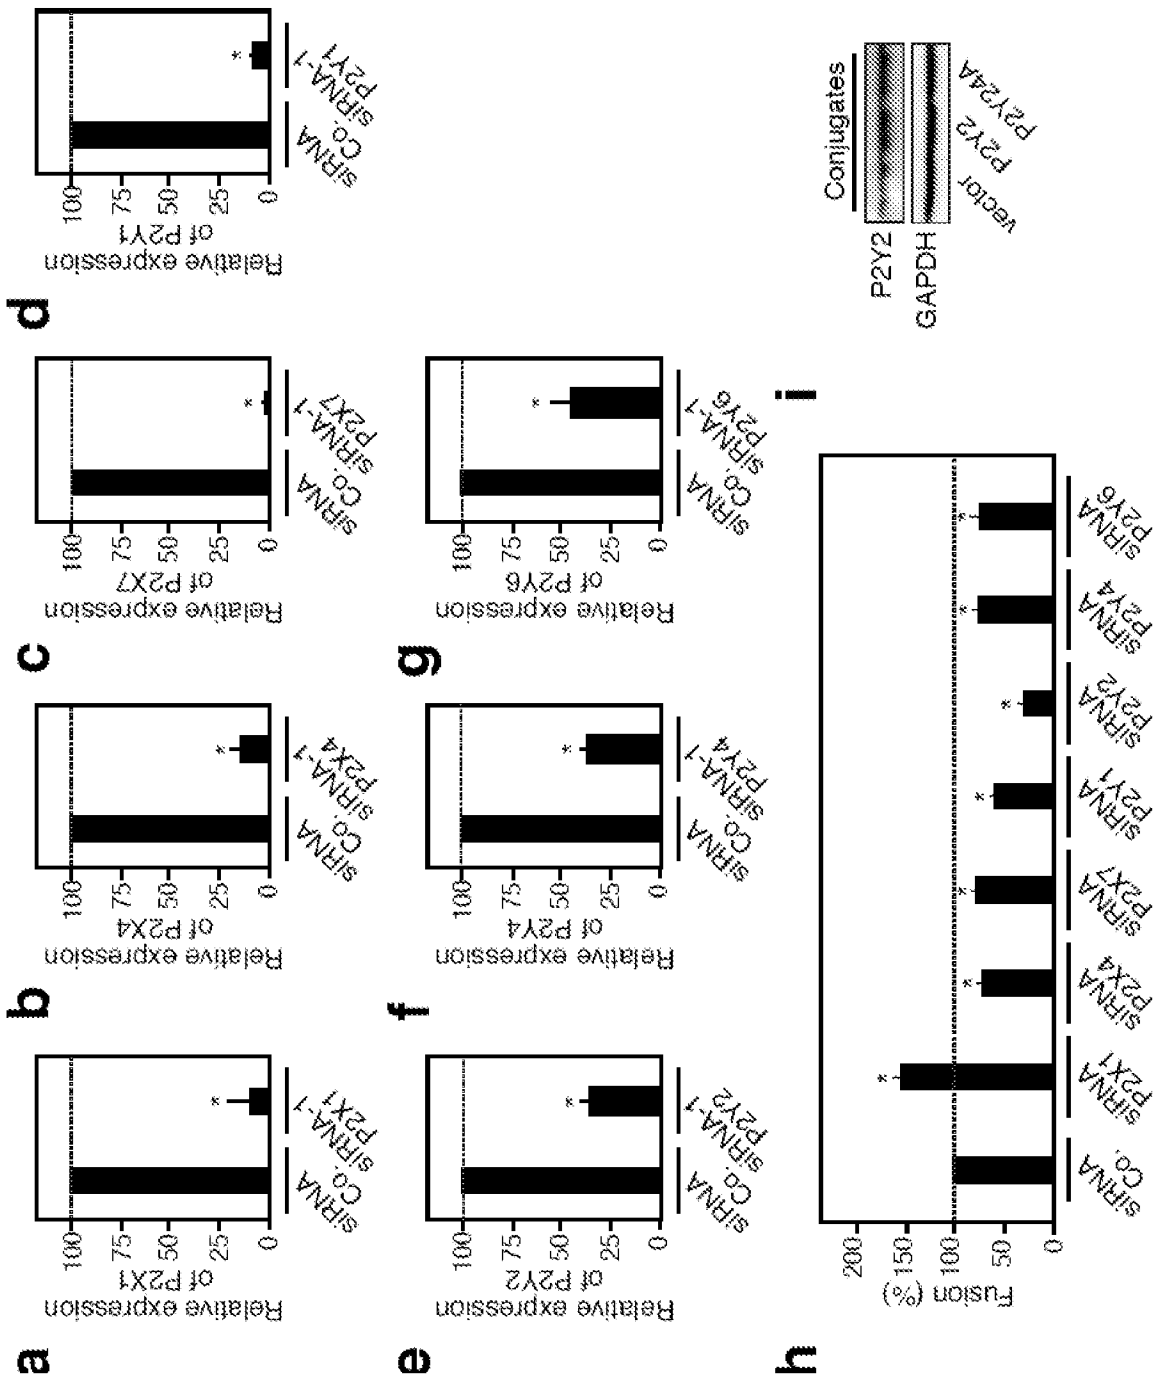 a
Relative expression
of P2X1
100
75
50
25
0
siRNA
Co.
siRNA-1
P2X1
*
b
Relative expression
of P2X4
100
75
50
25
0
siRNA
Co.
siRNA-1
P2X4
*
c
Relative expression
of P2X7
100
75
50
25
0
siRNA
Co.
siRNA-1
P2X7
*
d
Relative expression
of P2Y1
100
75
50
25
0
siRNA
Co.
siRNA-1
P2Y1
*
e
Relative expression
of P2Y2
100
75
50
25
0
siRNA
Co.
siRNA-1
P2Y2
*
f
Relative expression
of P2Y4
100
75
50
25
0
siRNA
Co.
siRNA-1
P2Y4
*
g
Relative expression
of P2Y6
100
75
50
25
0
siRNA
Co.
siRNA-1
P2Y6
*
h
Fusion (%)
200
150
100
50
0
* * * * * * *
siRNA
Co.
siRNA
P2X1
siRNA
P2X4
siRNA
P2X7
siRNA
P2Y1
siRNA
P2Y2
siRNA
P2Y4
siRNA
P2Y6
i
Conjugates
P2Y2
GAPDH
vector
P2Y2
P2Y24A